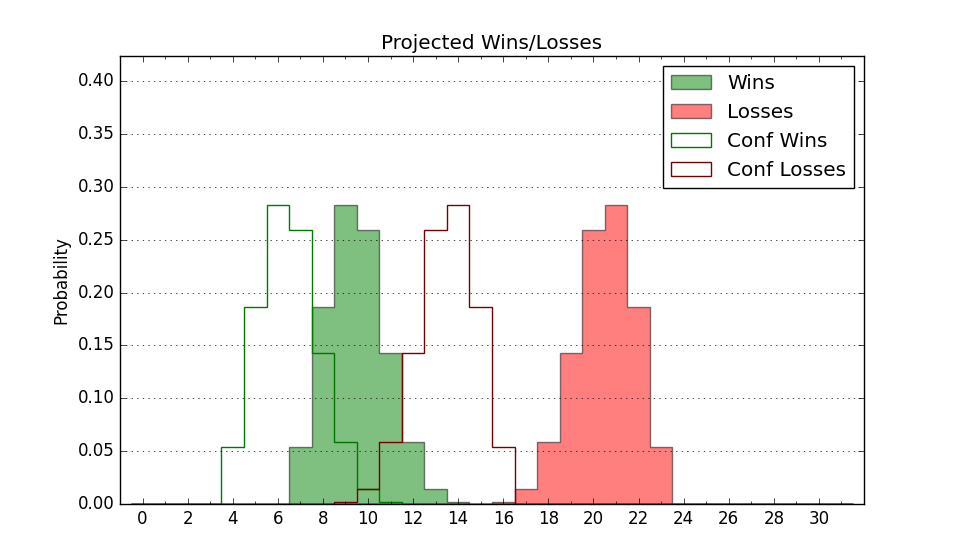 Projected Wins/Losses
Wins
Losses
Conf Wins
Conf Losses
Probability
0.40
0.35
0.30
0.25
0.20
0.15
0.10
0.05
0.00
0 2 4 6 8 10 12 14 16 18 20 22 24 26 28 30